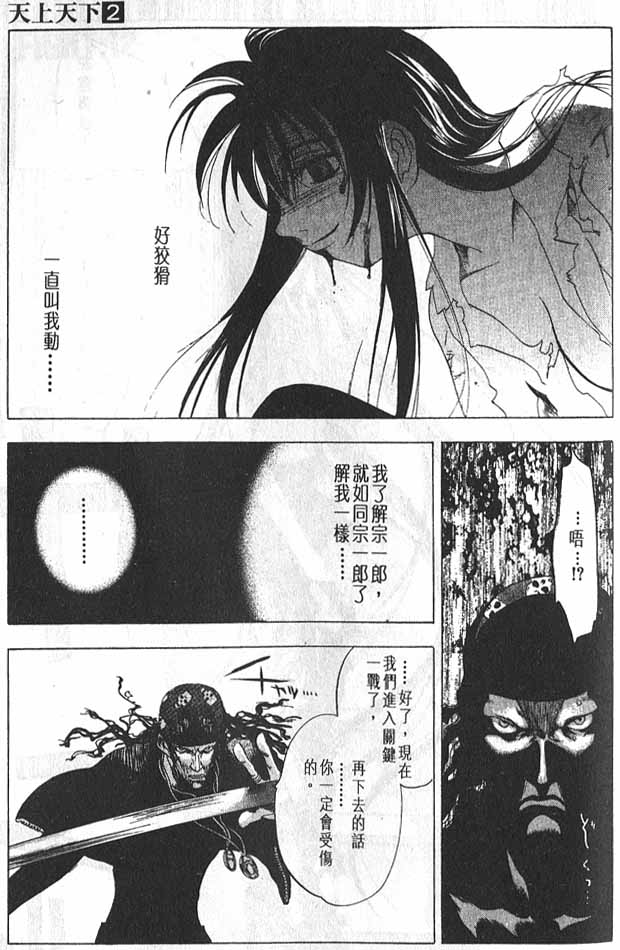 天上天下2
好狡猾
一直叫我動……
…唔…!?
我了解宗一郎，
就如同宗一郎了
解我一樣……
…………
……好了，現在
我們進入關鍵
一戰了，
再下去的話
…………
你一定會受傷
的。